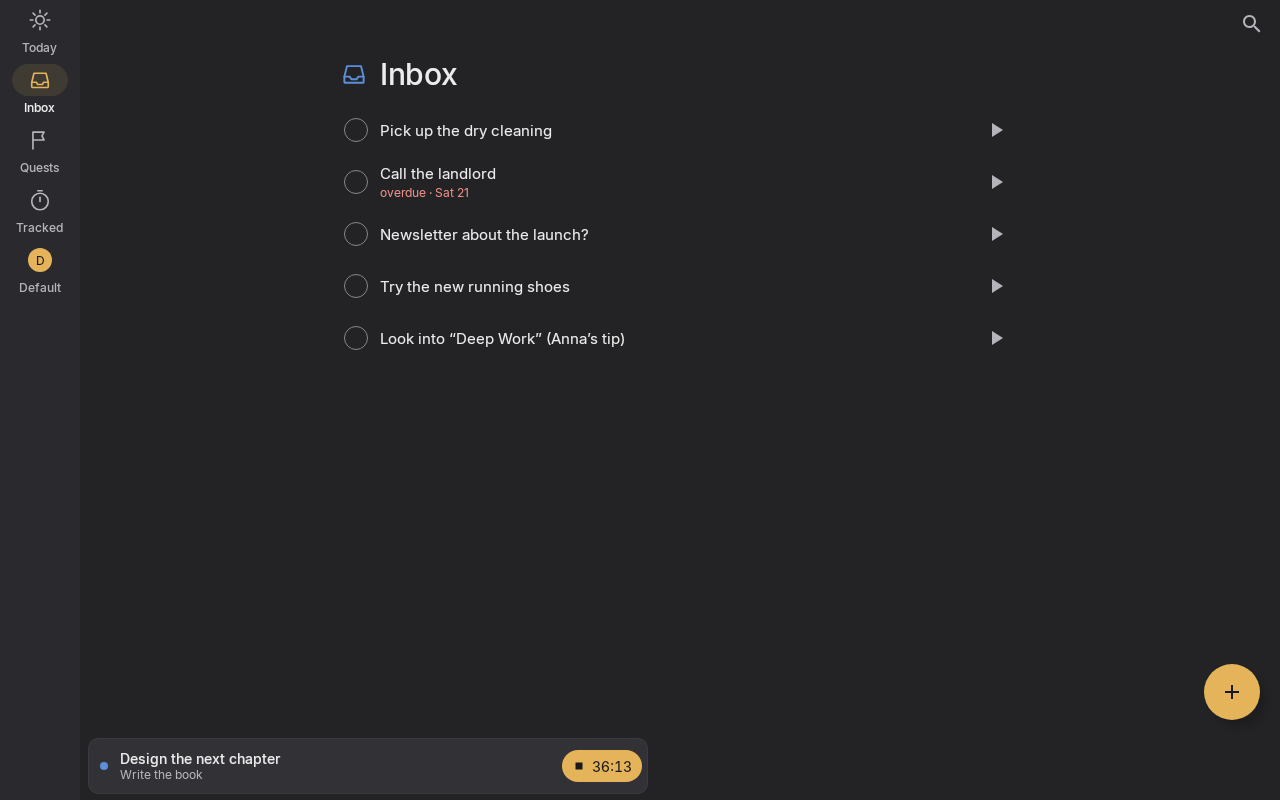 Today
Inbox
Quests
Tracked
D
Default
Inbox
Pick up the dry cleaning
Call the landlord
overdue · Sat 21
Newsletter about the launch?
Try the new running shoes
Look into “Deep Work” (Anna’s tip)
Design the next chapter
Write the book
36:13